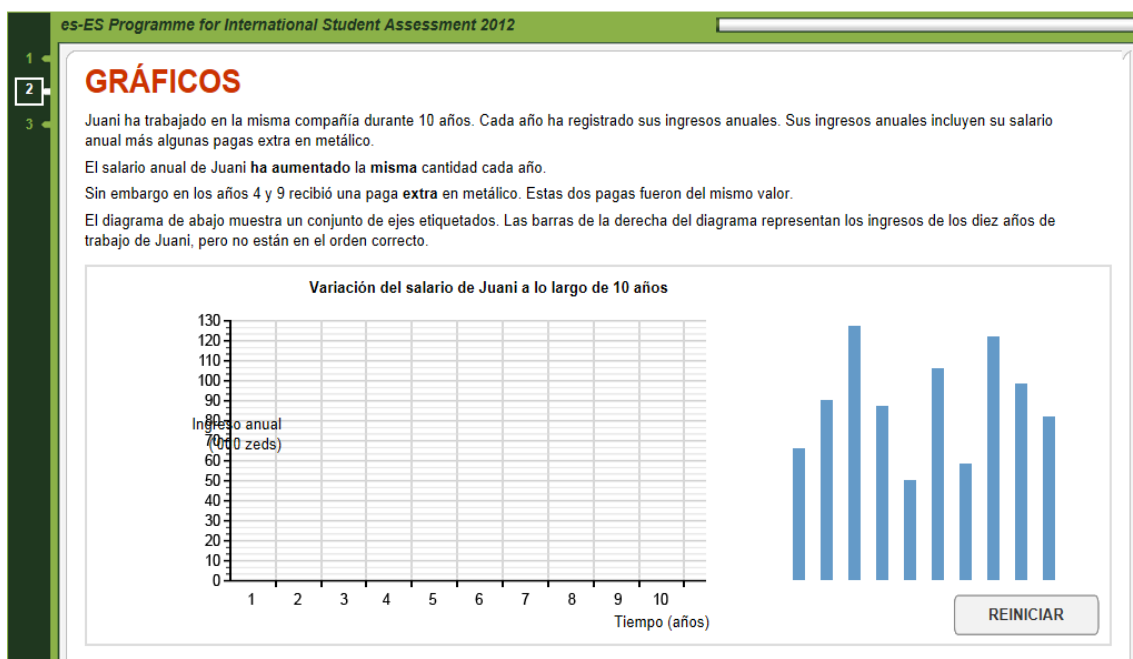 es-ES Programme for International Student Assessment 2012
1
2
3
GRÁFICOS
Juani ha trabajado en la misma compañía durante 10 años. Cada año ha registrado sus ingresos anuales. Sus ingresos anuales incluyen su salario
anual más algunas pagas extra en metálico.
El salario anual de Juani ha aumentado la misma cantidad cada año.
Sin embargo en los años 4 y 9 recibió una paga extra en metálico. Estas dos pagas fueron del mismo valor.
El diagrama de abajo muestra un conjunto de ejes etiquetados. Las barras de la derecha del diagrama representan los ingresos de los diez años de
trabajo de Juani, pero no están en el orden correcto.
Variación del salario de Juani a lo largo de 10 años
130
120
110
100
90
80
Ingreso anual
70
('000 zeds)
60
50
40
30
20
10
0
1 2 3 4 5 6 7 8 9 10
Tiempo (años)
REINICIAR